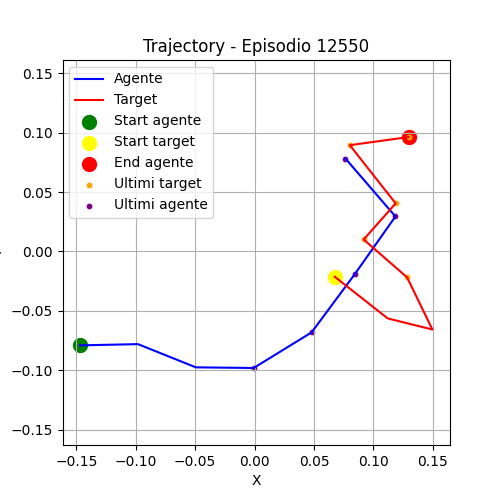 Trajectory - Episodio 12550
0.15
0.10
0.05
0.00
−0.05
−0.10
−0.15
Agente
Target
Start agente
Start target
End agente
Ultimi target
Ultimi agente
−0.15
−0.10
−0.05
0.00
0.05
0.10
0.15
X